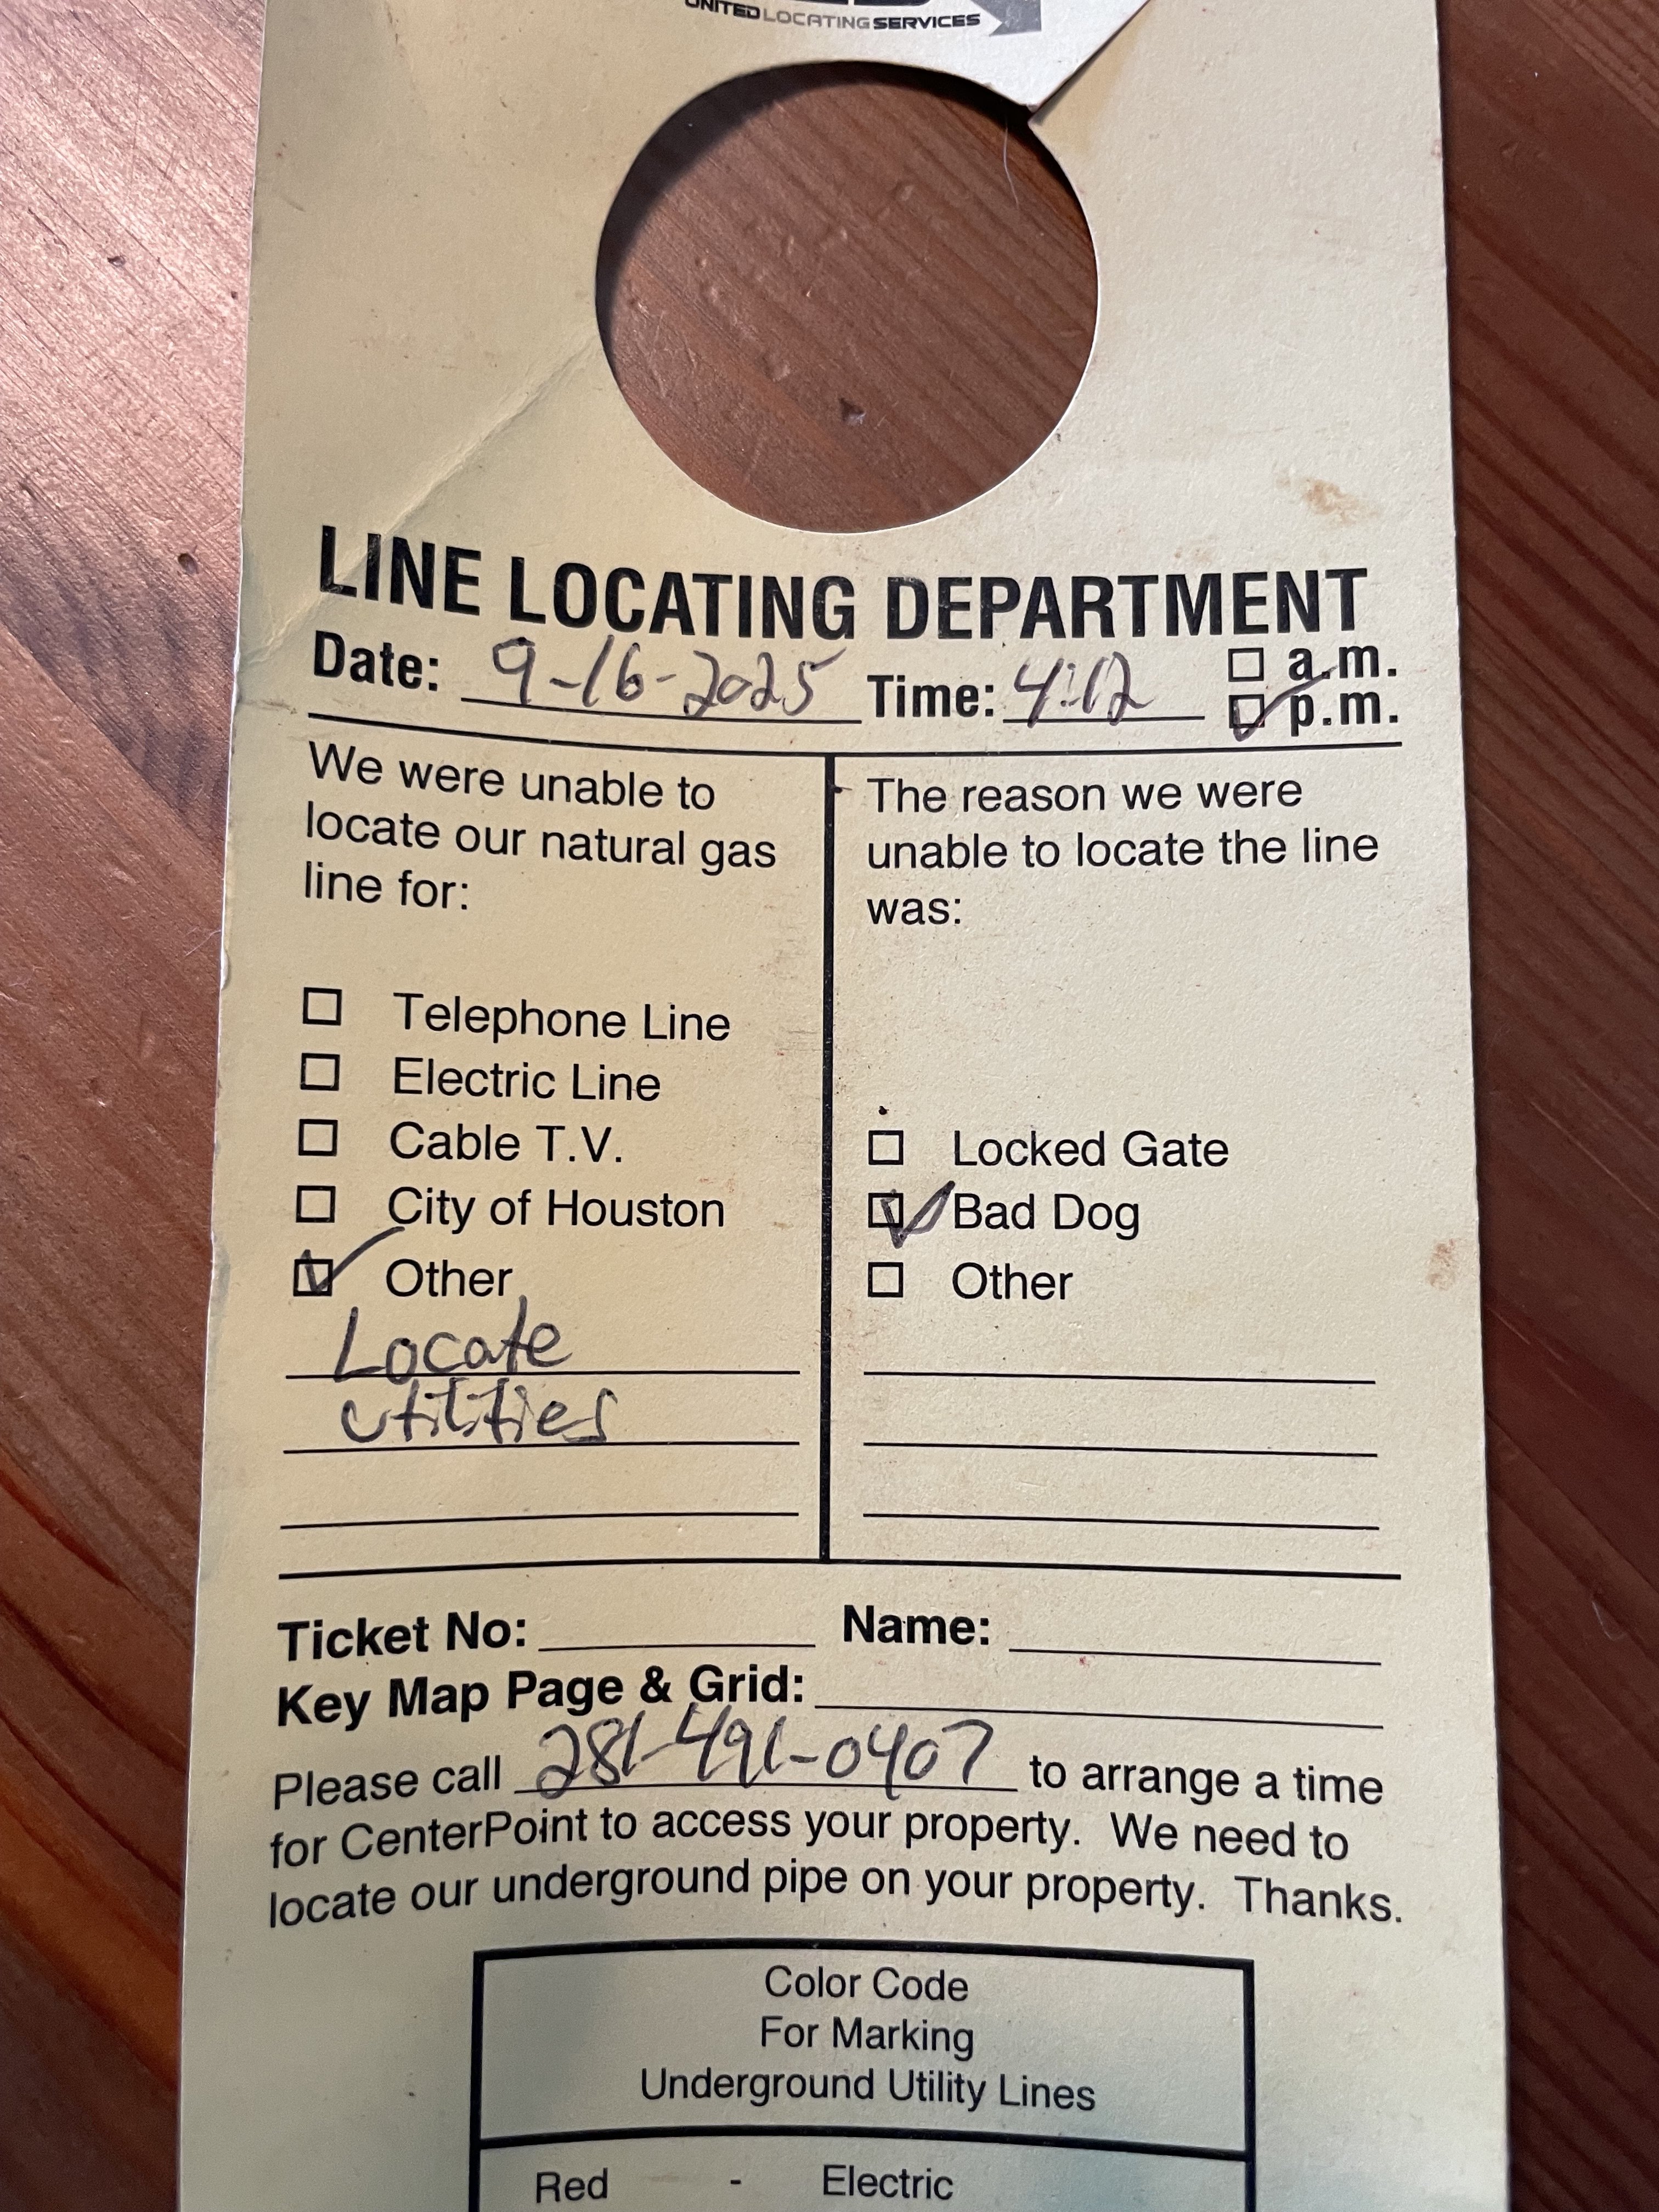 UNITED LOCATING SERVICES
LINE LOCATING DEPARTMENT
Date: 9-16-2025 Time: 4:12 ☐ a.m.
☑ p.m.
We were unable to
locate our natural gas
line for:
☐ Telephone Line
☐ Electric Line
☐ Cable T.V.
☐ City of Houston
☑ Other
Locate
utilities
The reason we were
unable to locate the line
was:
☐ Locked Gate
☑ Bad Dog
☐ Other
Ticket No: Name:
Key Map Page & Grid:
Please call 281-491-0407 to arrange a time
for CenterPoint to access your property. We need to
locate our underground pipe on your property. Thanks.
Color Code
For Marking
Underground Utility Lines
Red - Electric